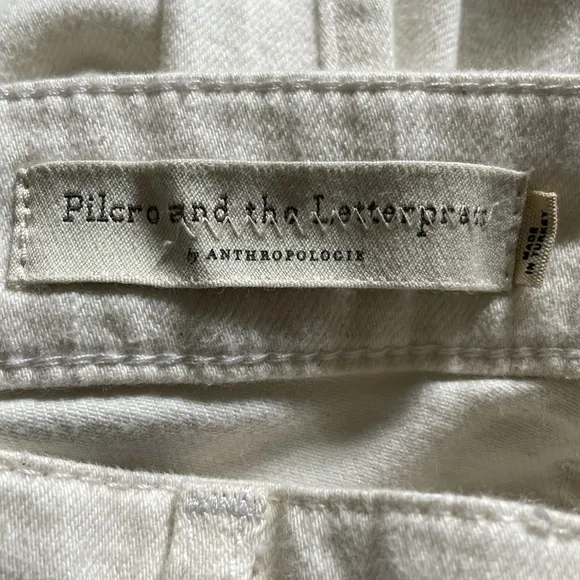 Pilcro and the Letterpress
by ANTHROPOLOGIE
MADE
IN TURKEY